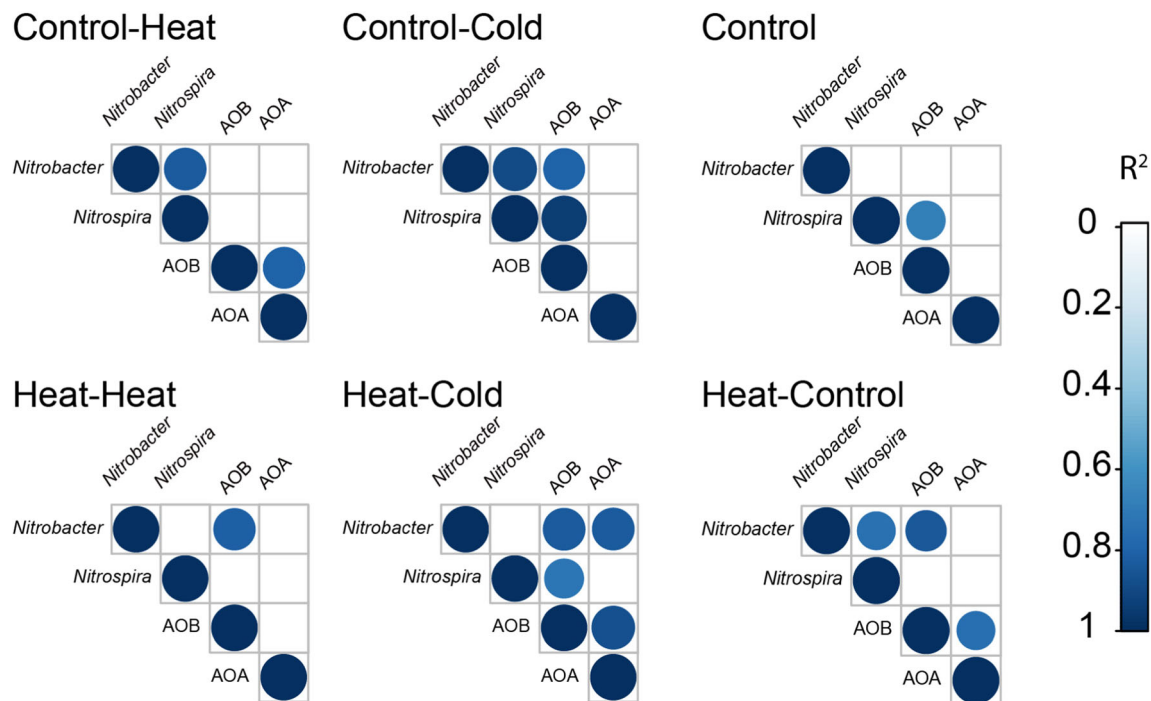 Control-Heat
Nitrobacter
Nitrospira
AOB
AOA
Nitrobacter
Nitrospira
AOB
AOA
Control-Cold
Nitrobacter
Nitrospira
AOB
AOA
Nitrobacter
Nitrospira
AOB
AOA
Control
Nitrobacter
Nitrospira
AOB
AOA
Nitrobacter
Nitrospira
AOB
AOA
Heat-Heat
Nitrobacter
Nitrospira
AOB
AOA
Nitrobacter
Nitrospira
AOB
AOA
Heat-Cold
Nitrobacter
Nitrospira
AOB
AOA
Nitrobacter
Nitrospira
AOB
AOA
Heat-Control
Nitrobacter
Nitrospira
AOB
AOA
Nitrobacter
Nitrospira
AOB
AOA
R²
0
0.2
0.4
0.6
0.8
1